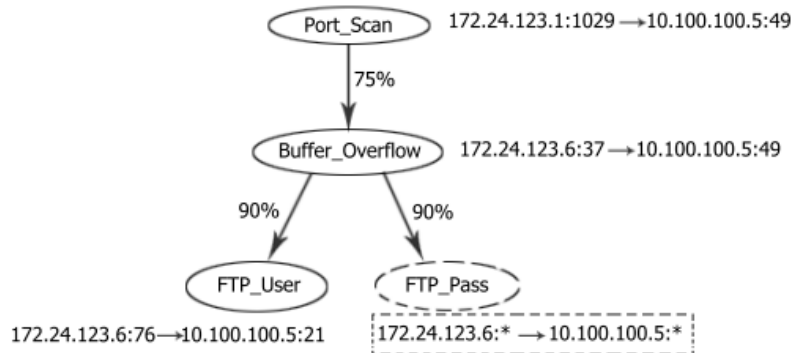 Port_Scan 172.24.123.1:1029 →10.100.100.5:49
75%
Buffer_Overflow 172.24.123.6:37 →10.100.100.5:49
90% 90%
FTP_User FTP_Pass
172.24.123.6:76→10.100.100.5:21 172.24.123.6:* → 10.100.100.5:*